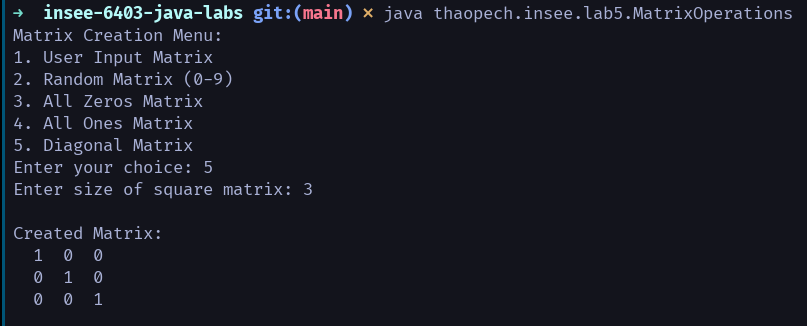 → insee-6403-java-labs git:(main) × java thaopech.insee.lab5.MatrixOperations
Matrix Creation Menu:
1. User Input Matrix
2. Random Matrix (0-9)
3. All Zeros Matrix
4. All Ones Matrix
5. Diagonal Matrix
Enter your choice: 5
Enter size of square matrix: 3
Created Matrix:
1 0 0
0 1 0
0 0 1